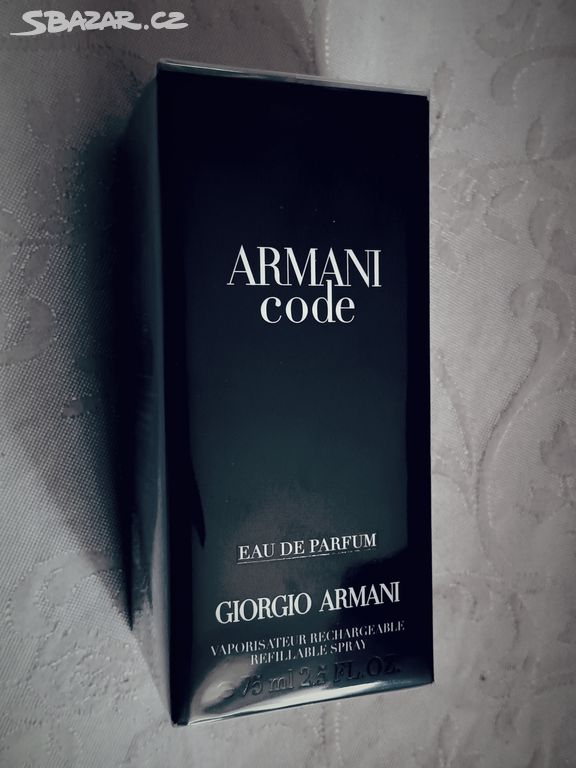 SBAZAR.CZ
ARMANI
code
EAU DE PARFUM
GIORGIO ARMANI
VAPORISATEUR RECHARGEABLE
REFILLABLE SPRAY
℮ 75 ml 2.5 FL.OZ.